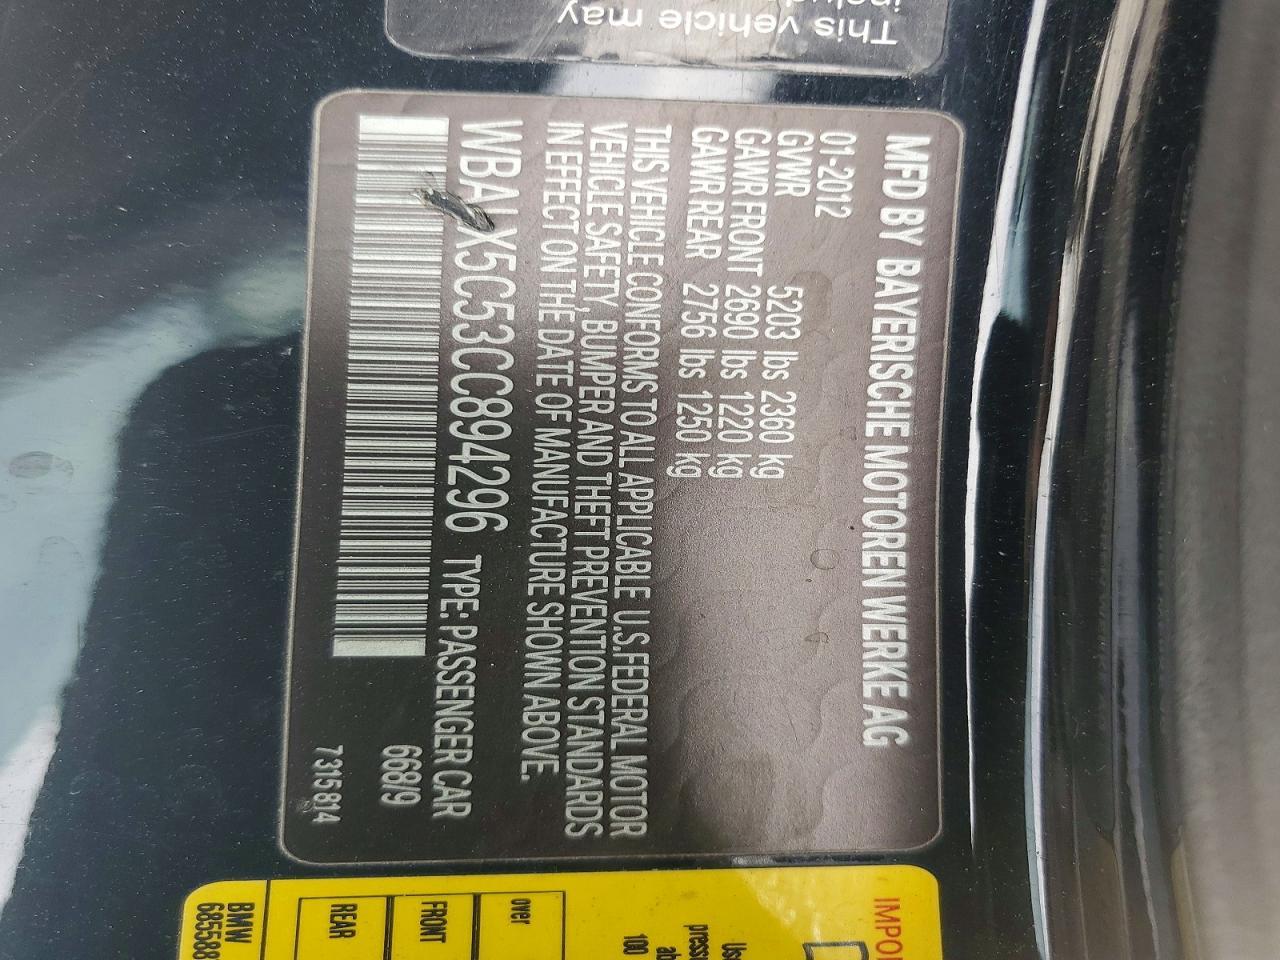 This vehicle may
MFD BY BAYERISCHE MOTOREN WERKE AG
01-2012
GVWR 5203 lbs 2360 kg
GAWR FRONT 2690 lbs 1220 kg
GAWR REAR 2756 lbs 1250 kg
THIS VEHICLE CONFORMS TO ALL APPLICABLE U.S.FEDERAL MOTOR
VEHICLE SAFETY, BUMPER AND THEFT PREVENTION STANDARDS
IN EFFECT ON THE DATE OF MANUFACTURE SHOWN ABOVE.
WBALX5C53CC894296 TYPE: PASSENGER CAR
668/9
7315814
100
over
FRONT
REAR
BMW